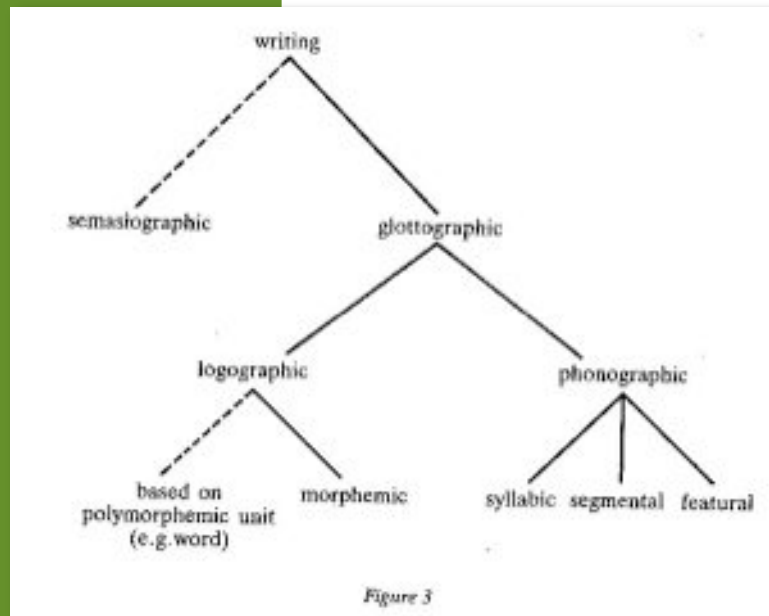 writing
semasiographic
glottographic
logographic
phonographic
based on
polymorphemic unit
(e.g.word)
morphemic
syllabic segmental featural
Figure 3